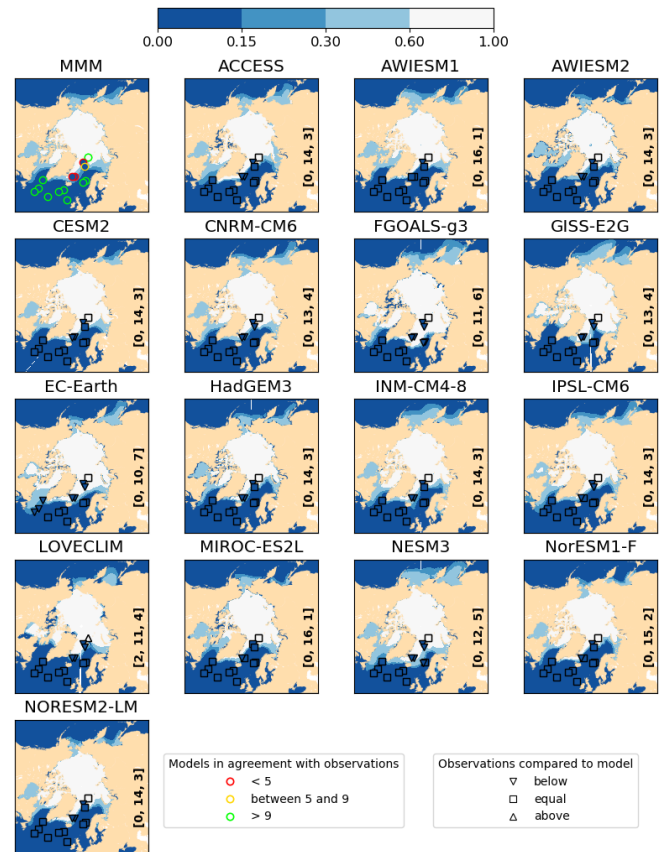 0.00 0.15 0.30 0.60 1.00
MMM ACCESS AWIESM1 AWIESM2
[0, 14, 3] [0, 16, 1] [0, 14, 3]
CESM2 CNRM-CM6 FGOALS-g3 GISS-E2G
[0, 14, 3] [0, 13, 4] [0, 11, 6] [0, 13, 4]
EC-Earth HadGEM3 INM-CM4-8 IPSL-CM6
[0, 10, 7] [0, 14, 3] [0, 14, 3] [0, 14, 3]
LOVECLIM MIROC-ES2L NESM3 NorESM1-F
[2, 11, 4] [0, 16, 1] [0, 12, 5] [0, 15, 2]
NORESM2-LM
[0, 14, 3]
Models in agreement with observations
< 5
between 5 and 9
> 9
Observations compared to model
below
equal
above